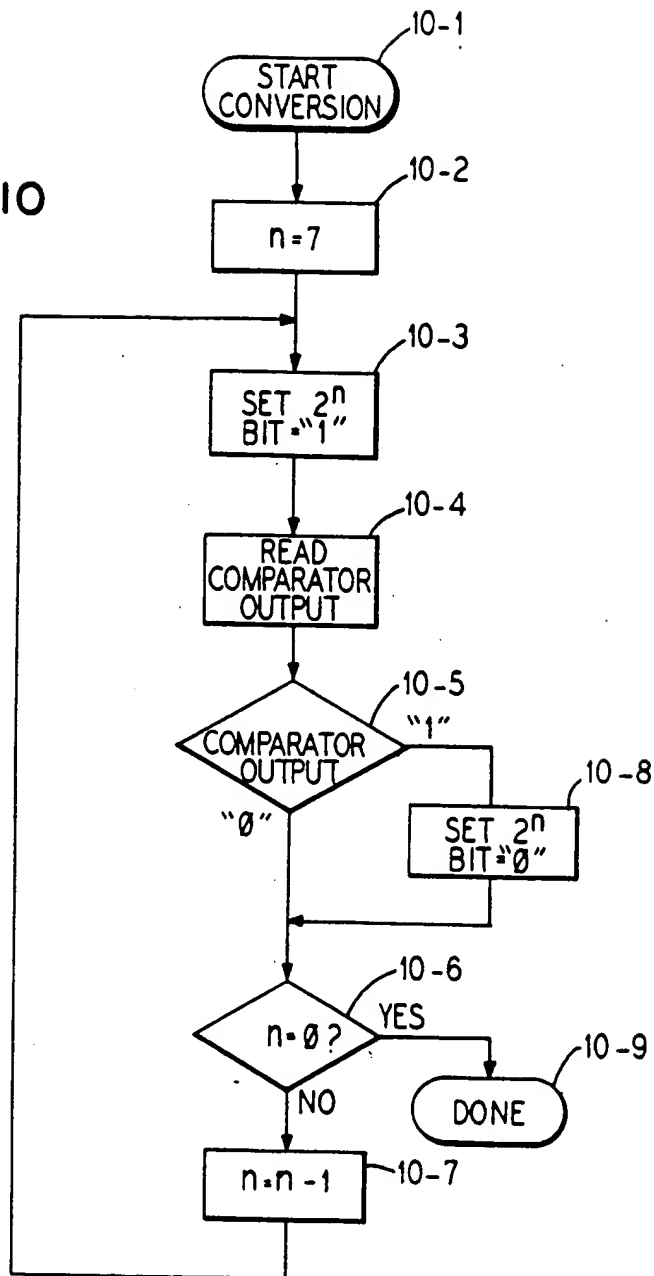 10-1
START
CONVERSION
10
10-2
n=7
10-3
SET 2ⁿ
BIT="1"
10-4
READ
COMPARATOR
OUTPUT
10-5
COMPARATOR
OUTPUT
"1"
"Ø"
10-8
SET 2ⁿ
BIT="Ø"
10-6
n=Ø?
YES
10-9
DONE
NO
10-7
n=n-1